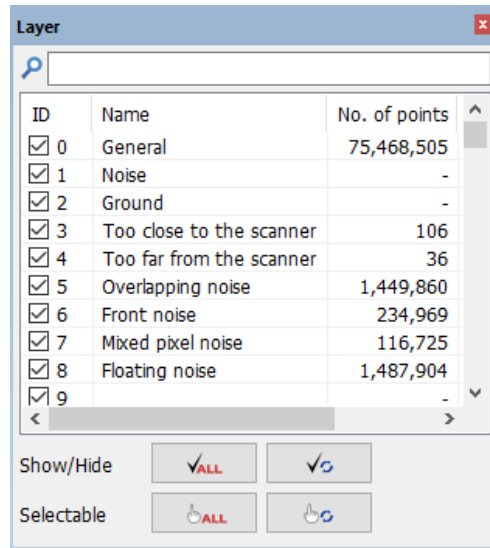 Layer
ID Name No. of points
0 General 75,468,505
1 Noise -
2 Ground -
3 Too close to the scanner 106
4 Too far from the scanner 36
5 Overlapping noise 1,449,860
6 Front noise 234,969
7 Mixed pixel noise 116,725
8 Floating noise 1,487,904
9 -
Show/Hide ALL
Selectable ALL